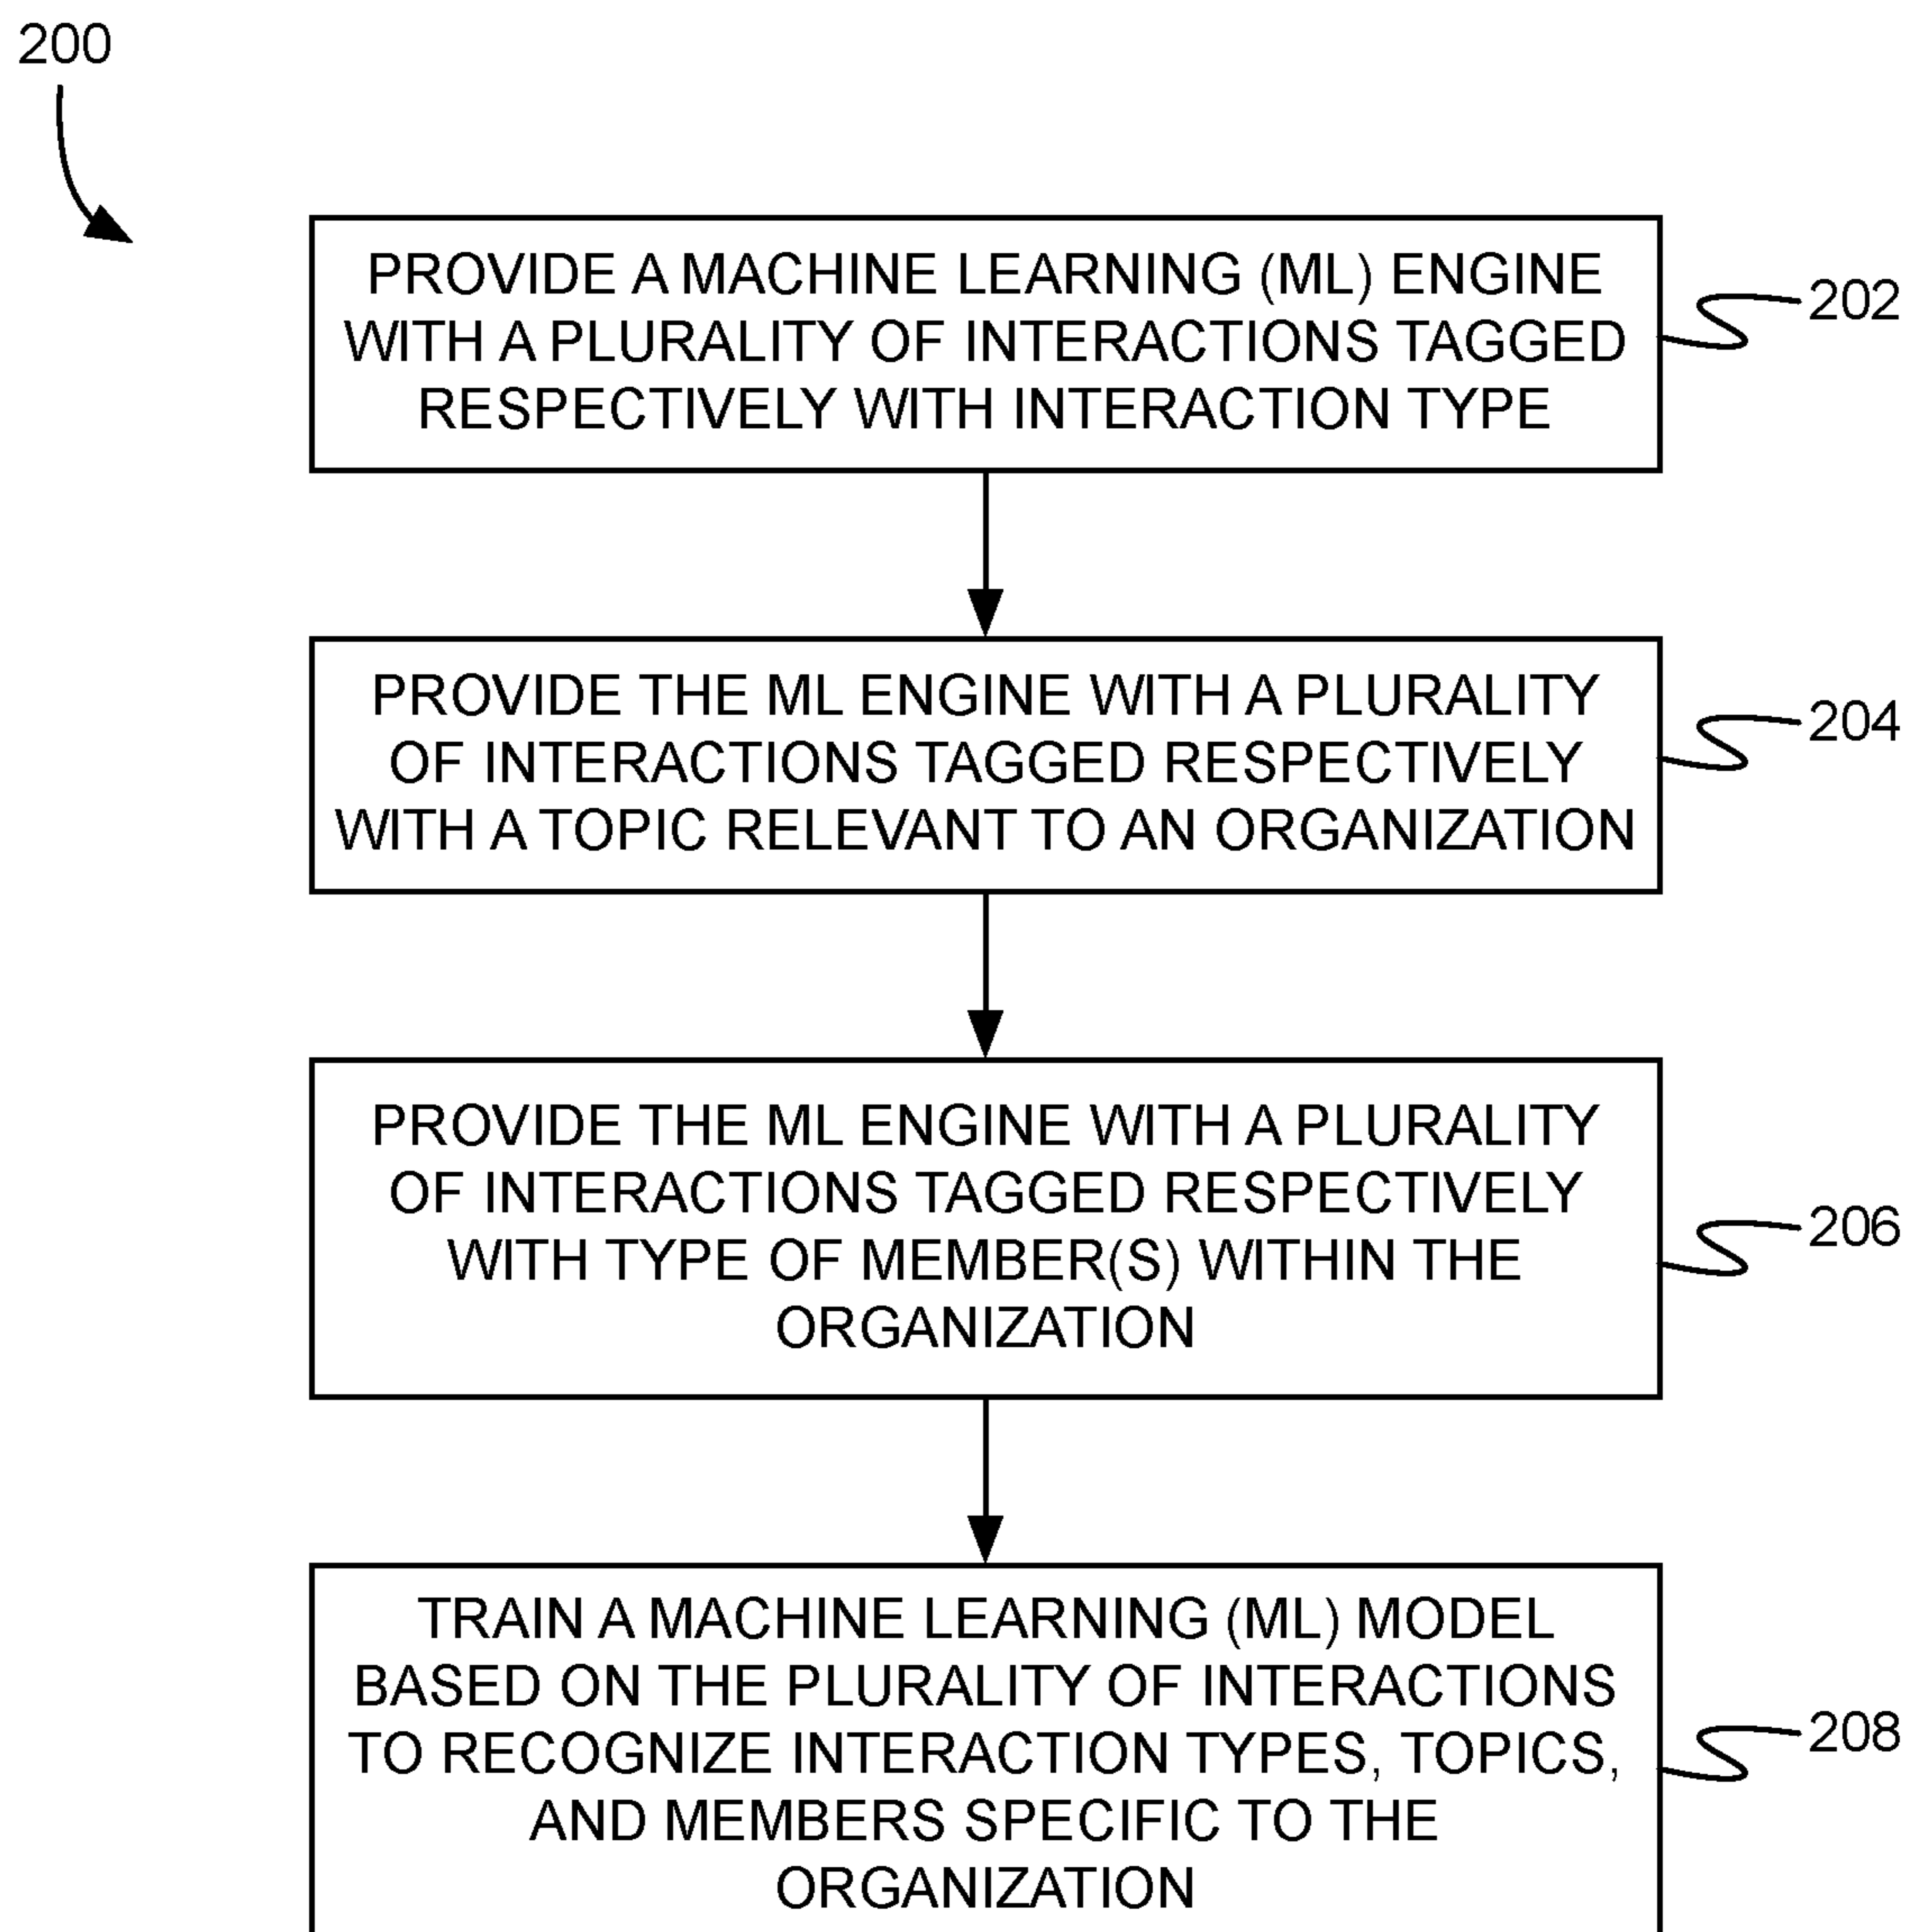 200
PROVIDE A MACHINE LEARNING (ML) ENGINE
WITH A PLURALITY OF INTERACTIONS TAGGED
RESPECTIVELY WITH INTERACTION TYPE
202
PROVIDE THE ML ENGINE WITH A PLURALITY
OF INTERACTIONS TAGGED RESPECTIVELY
WITH A TOPIC RELEVANT TO AN ORGANIZATION
204
PROVIDE THE ML ENGINE WITH A PLURALITY
OF INTERACTIONS TAGGED RESPECTIVELY
WITH TYPE OF MEMBER(S) WITHIN THE
ORGANIZATION
206
TRAIN A MACHINE LEARNING (ML) MODEL
BASED ON THE PLURALITY OF INTERACTIONS
TO RECOGNIZE INTERACTION TYPES, TOPICS,
AND MEMBERS SPECIFIC TO THE
ORGANIZATION
208